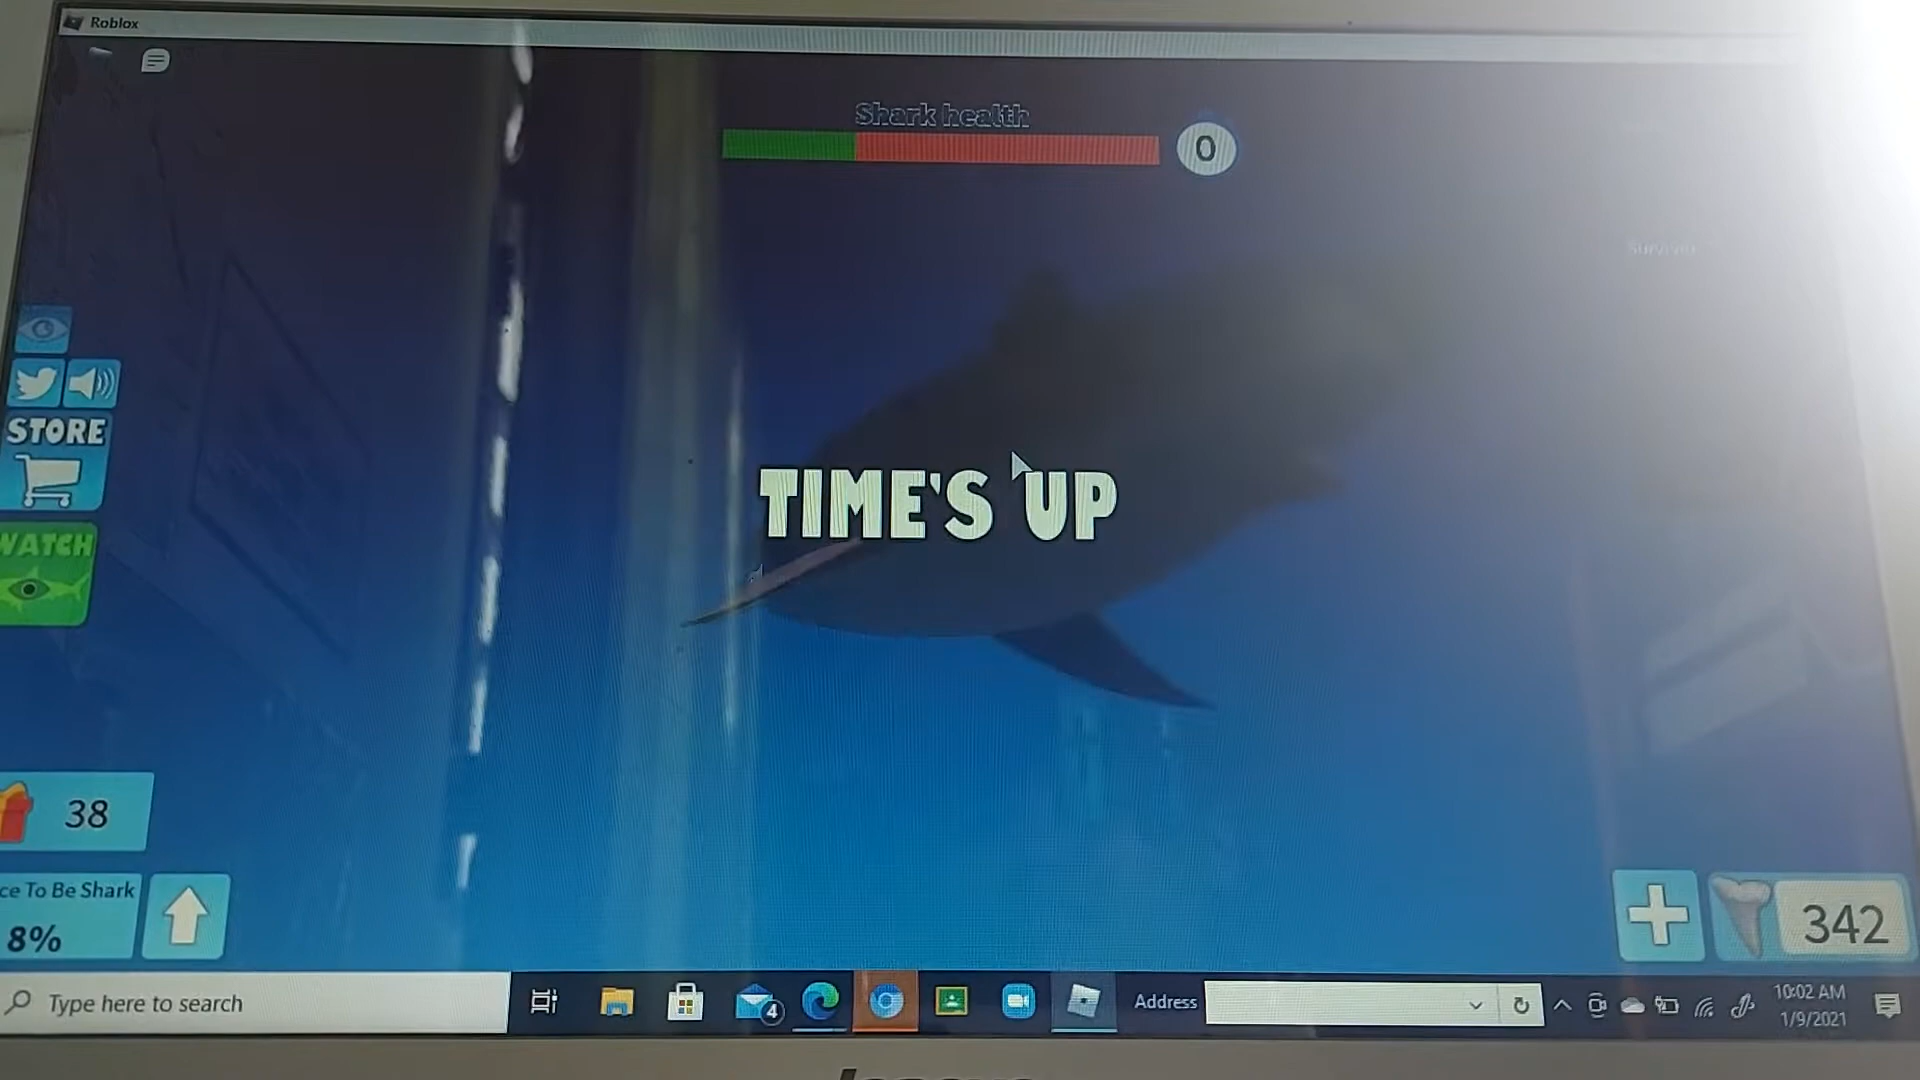 Roblox
Shark health
0
STORE
WATCH
TIME'S UP
38
ce To Be Shark
8%
342
Type here to search
4
Address
10:02 AM
1/9/2021